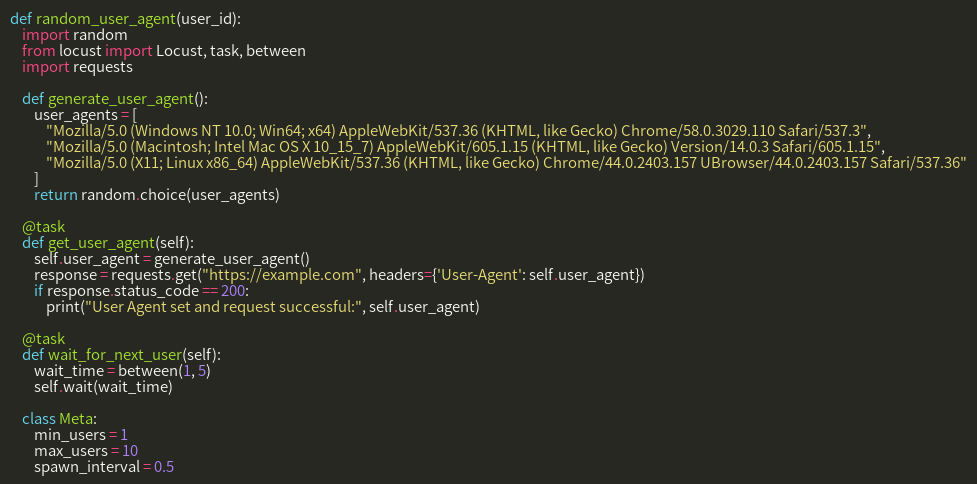 def random_user_agent(user_id):
    import random
    from locust import Locust, task, between
    import requests

    def generate_user_agent():
        user_agents = [
            "Mozilla/5.0 (Windows NT 10.0; Win64; x64) AppleWebKit/537.36 (KHTML, like Gecko) Chrome/58.0.3029.110 Safari/537.3",
            "Mozilla/5.0 (Macintosh; Intel Mac OS X 10_15_7) AppleWebKit/605.1.15 (KHTML, like Gecko) Version/14.0.3 Safari/605.1.15",
            "Mozilla/5.0 (X11; Linux x86_64) AppleWebKit/537.36 (KHTML, like Gecko) Chrome/44.0.2403.157 UBrowser/44.0.2403.157 Safari/537.36"
        ]
        return random.choice(user_agents)

    @task
    def get_user_agent(self):
        self.user_agent = generate_user_agent()
        response = requests.get("https://example.com", headers={'User-Agent': self.user_agent})
        if response.status_code == 200:
            print("User Agent set and request successful:", self.user_agent)

    @task
    def wait_for_next_user(self):
        wait_time = between(1, 5)
        self.wait(wait_time)

    class Meta:
        min_users = 1
        max_users = 10
        spawn_interval = 0.5